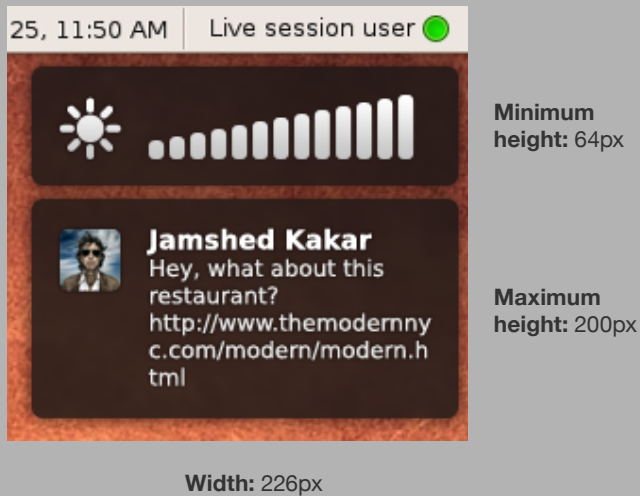 25, 11:50 AM
Live session user
Minimum
height: 64px
Jamshed Kakar
Hey, what about this
restaurant?
http://www.themodernny
c.com/modern/modern.h
tml
Maximum
height: 200px
Width: 226px